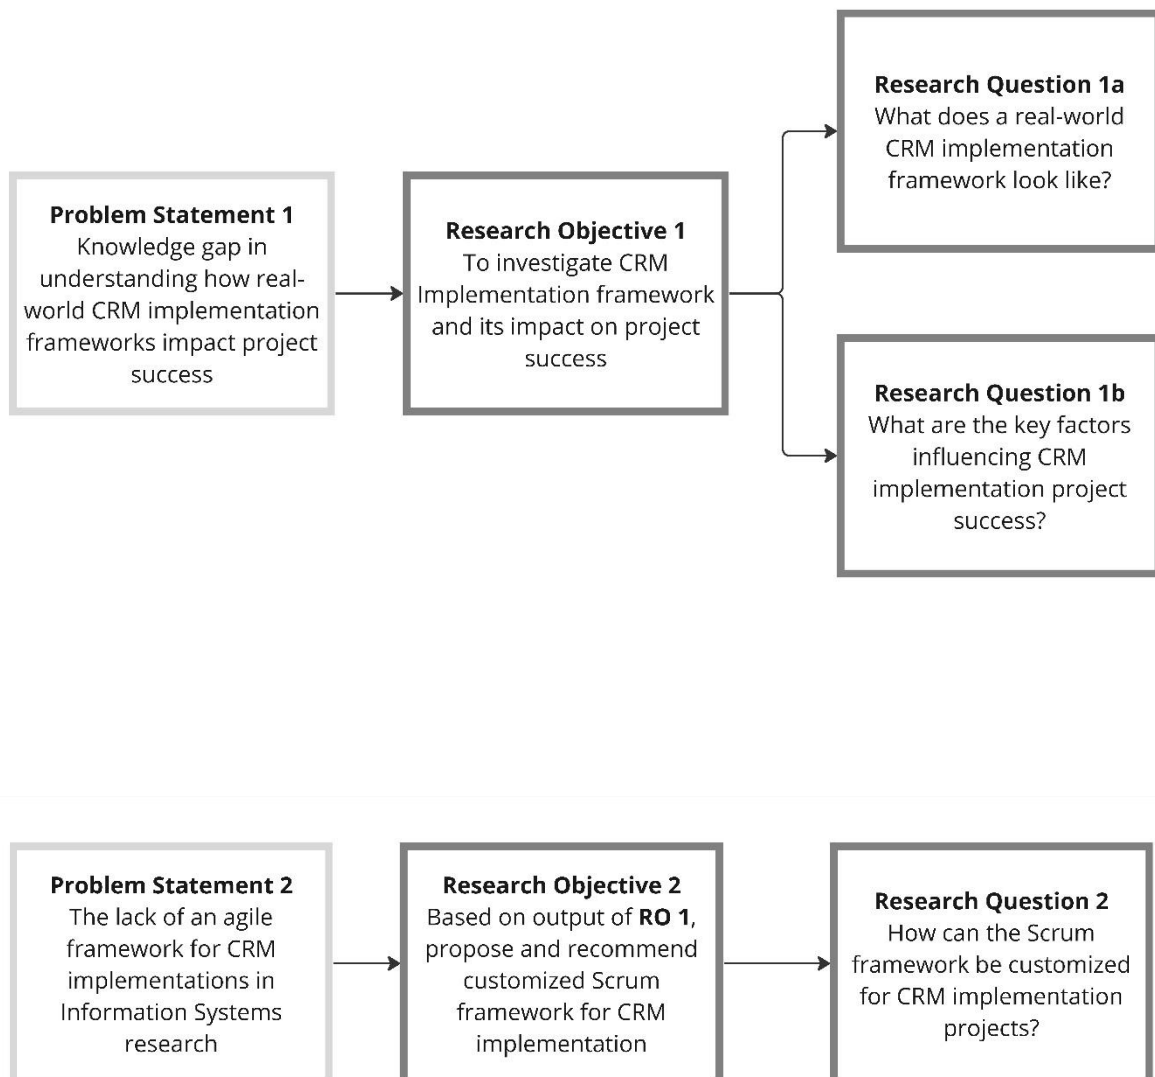 Problem Statement 1
Knowledge gap in
understanding how real-
world CRM implementation
frameworks impact project
success
Research Objective 1
To investigate CRM
Implementation framework
and its impact on project
success
Research Question 1a
What does a real-world
CRM implementation
framework look like?
Research Question 1b
What are the key factors
influencing CRM
implementation project
success?
Problem Statement 2
The lack of an agile
framework for CRM
implementations in
Information Systems
research
Research Objective 2
Based on output of RO 1,
propose and recommend
customized Scrum
framework for CRM
implementation
Research Question 2
How can the Scrum
framework be customized
for CRM implementation
projects?